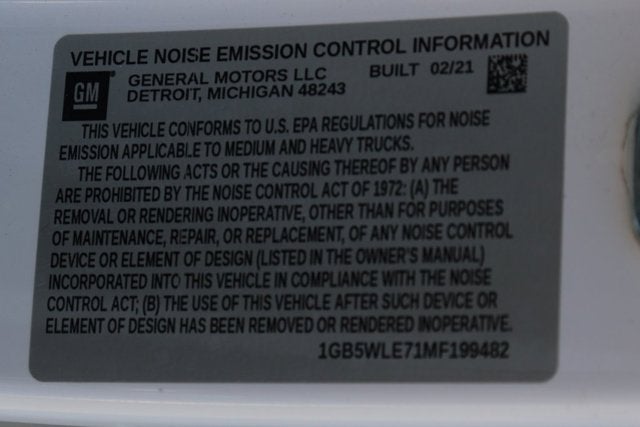 VEHICLE NOISE EMISSION CONTROL INFORMATION
GM
GENERAL MOTORS LLC BUILT 02/21
DETROIT, MICHIGAN 48243
THIS VEHICLE CONFORMS TO U.S. EPA REGULATIONS FOR NOISE
EMISSION APPLICABLE TO MEDIUM AND HEAVY TRUCKS.
THE FOLLOWING ACTS OR THE CAUSING THEREOF BY ANY PERSON
ARE PROHIBITED BY THE NOISE CONTROL ACT OF 1972: (A) THE
REMOVAL OR RENDERING INOPERATIVE, OTHER THAN FOR PURPOSES
OF MAINTENANCE, REPAIR, OR REPLACEMENT, OF ANY NOISE CONTROL
DEVICE OR ELEMENT OF DESIGN (LISTED IN THE OWNER'S MANUAL)
INCORPORATED INTO THIS VEHICLE IN COMPLIANCE WITH THE NOISE
CONTROL ACT; (B) THE USE OF THIS VEHICLE AFTER SUCH DEVICE OR
ELEMENT OF DESIGN HAS BEEN REMOVED OR RENDERED INOPERATIVE.
1GB5WLE71MF199482